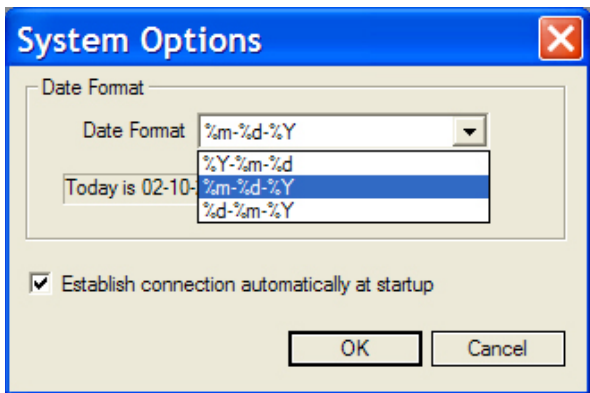 System Options
Date Format
Date Format %m-%d-%Y
%Y-%m-%d
Today is 02-10- %m-%d-%Y
%d-%m-%Y
Establish connection automatically at startup
OK Cancel